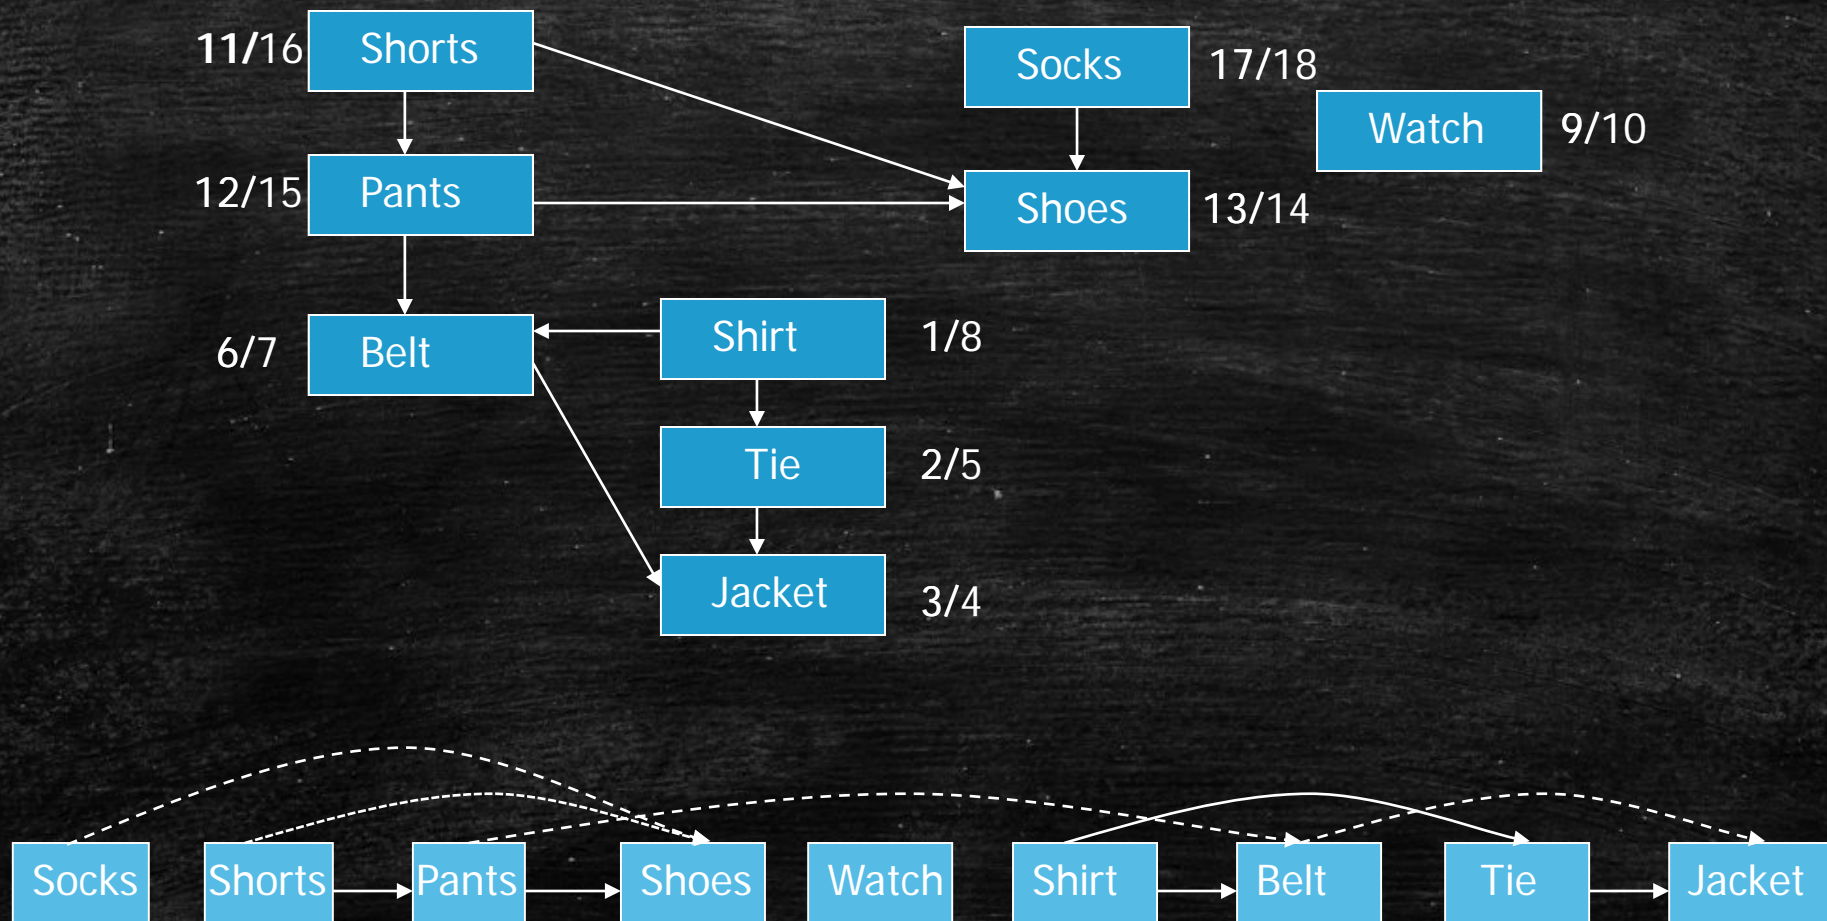 11/16 Shorts
Socks 17/18
Watch 9/10
12/15 Pants
Shoes 13/14
6/7 Belt
Shirt 1/8
Tie 2/5
Jacket 3/4
Socks Shorts Pants Shoes Watch Shirt Belt Tie Jacket